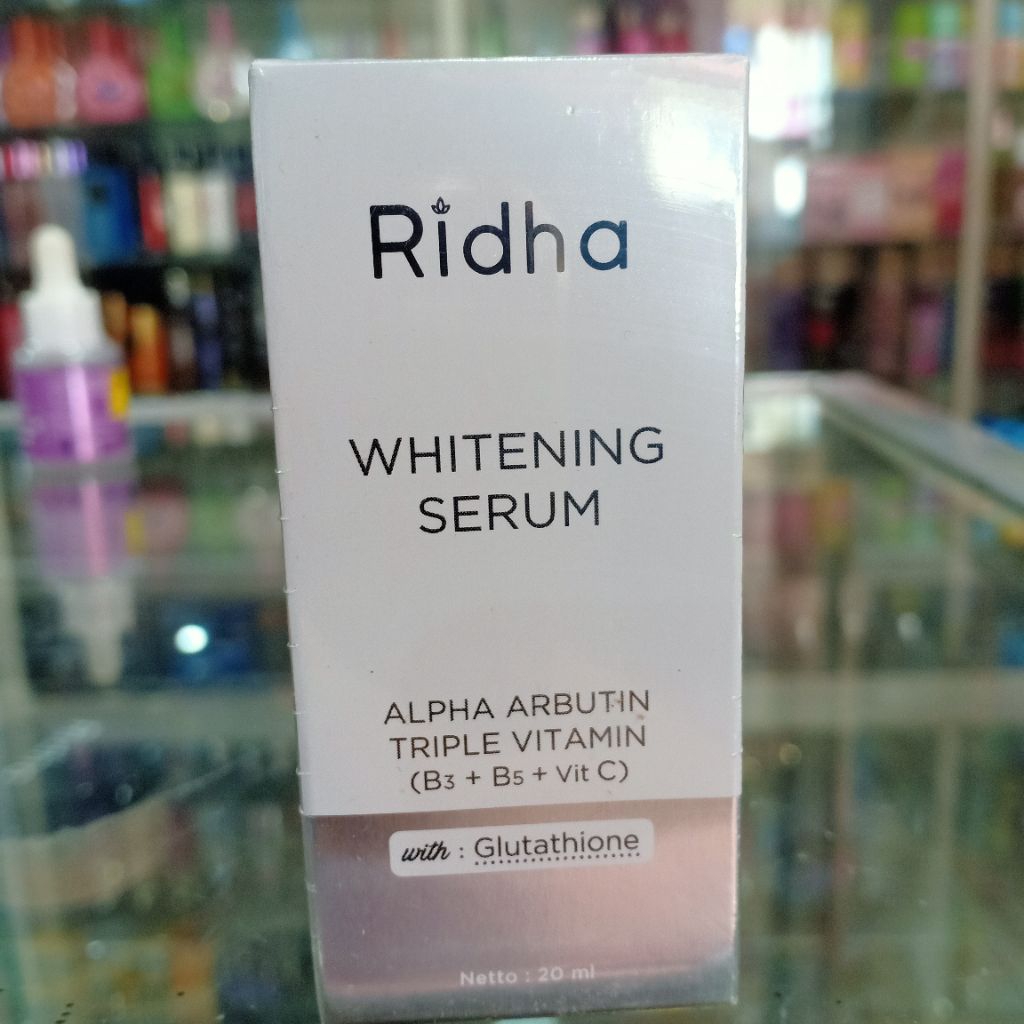 Ridha
WHITENING
SERUM
ALPHA ARBUTIN
TRIPLE VITAMIN
(B3 + B5 + Vit C)
with : Glutathione
Netto : 20 ml